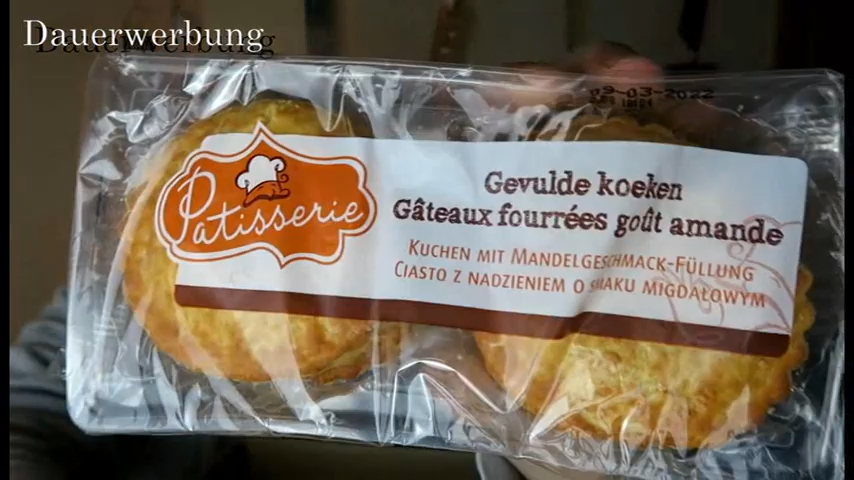 Dauerwerbung
09-03-2022
Patisserie
Gevulde koeken
Gâteaux fourrées goût amande
Kuchen mit Mandelgeschmack-Füllung
Ciasto z nadzieniem o smaku migdałowym